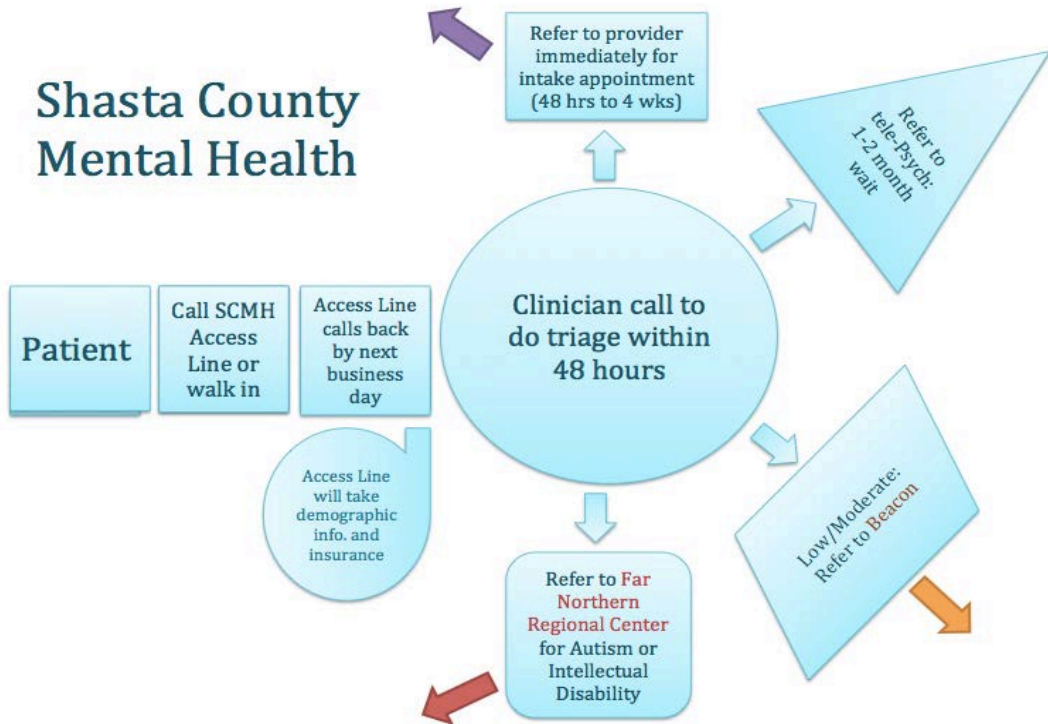 Shasta County
Mental Health
Refer to provider
immediately for
intake appointment
(48 hrs to 4 wks)
Refer to
tele-Psych:
1-2 month
wait
Patient
Call SCMH
Access
Line or
walk in
Access Line
calls back
by next
business
day
Clinician call to
do triage within
48 hours
Access Line
will take
demographic
info. and
insurance
Low/Moderate:
Refer to Beacon
Refer to Far
Northern
Regional Center
for Autism or
Intellectual
Disability